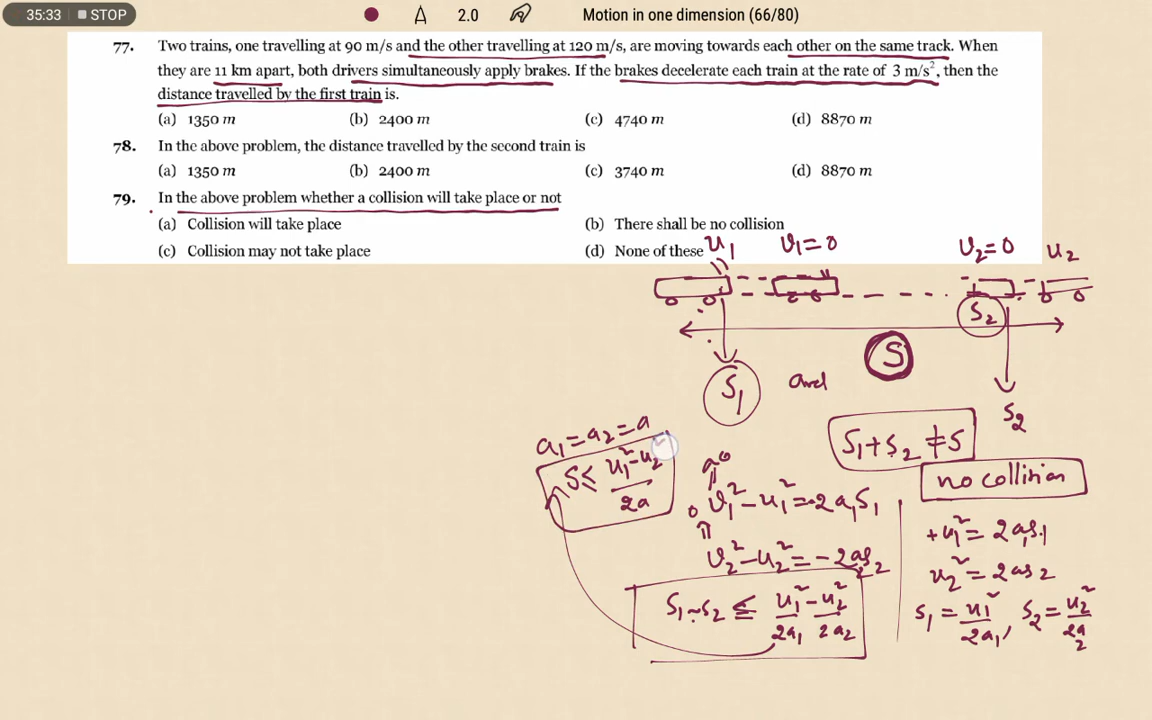 35:33 STOP
2.0
Motion in one dimension (66/80)
77. Two trains, one travelling at 90 m/s and the other travelling at 120 m/s, are moving towards each other on the same track. When
they are 11 km apart, both drivers simultaneously apply brakes. If the brakes decelerate each train at the rate of 3 m/s², then the
distance travelled by the first train is.
(a) 1350 m (b) 2400 m (c) 4740 m (d) 8870 m
78. In the above problem, the distance travelled by the second train is
(a) 1350 m (b) 2400 m (c) 3740 m (d) 8870 m
79. In the above problem whether a collision will take place or not
(a) Collision will take place (b) There shall be no collision
(c) Collision may not take place (d) None of these
u₁ v₁=0 v₂=0 u₂
S₂
S
S₁ and S₂
a₁=a₂=a
S₁+S₂≠S
S≤ u₁²-u₂²/2a
no collision
0 v₁²-u₁²=-2a₁S₁
+u₁²=2a₁s₁
v₂²-u₂²=-2as₂
u₂²=2as₂
S₁~S₂ ≤ u₁²/2a₁ - u₂²/2a₂
S₁=u₁²/2a₁, S₂=u₂²/2a₂